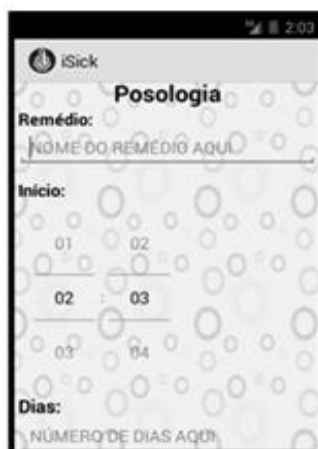 2:03
iSick
Posologia
Remédio:
NOME DO REMÉDIO AQUI
Início:
01 02
02 : 03
03 04
Dias:
NÚMERO DE DIAS AQUI